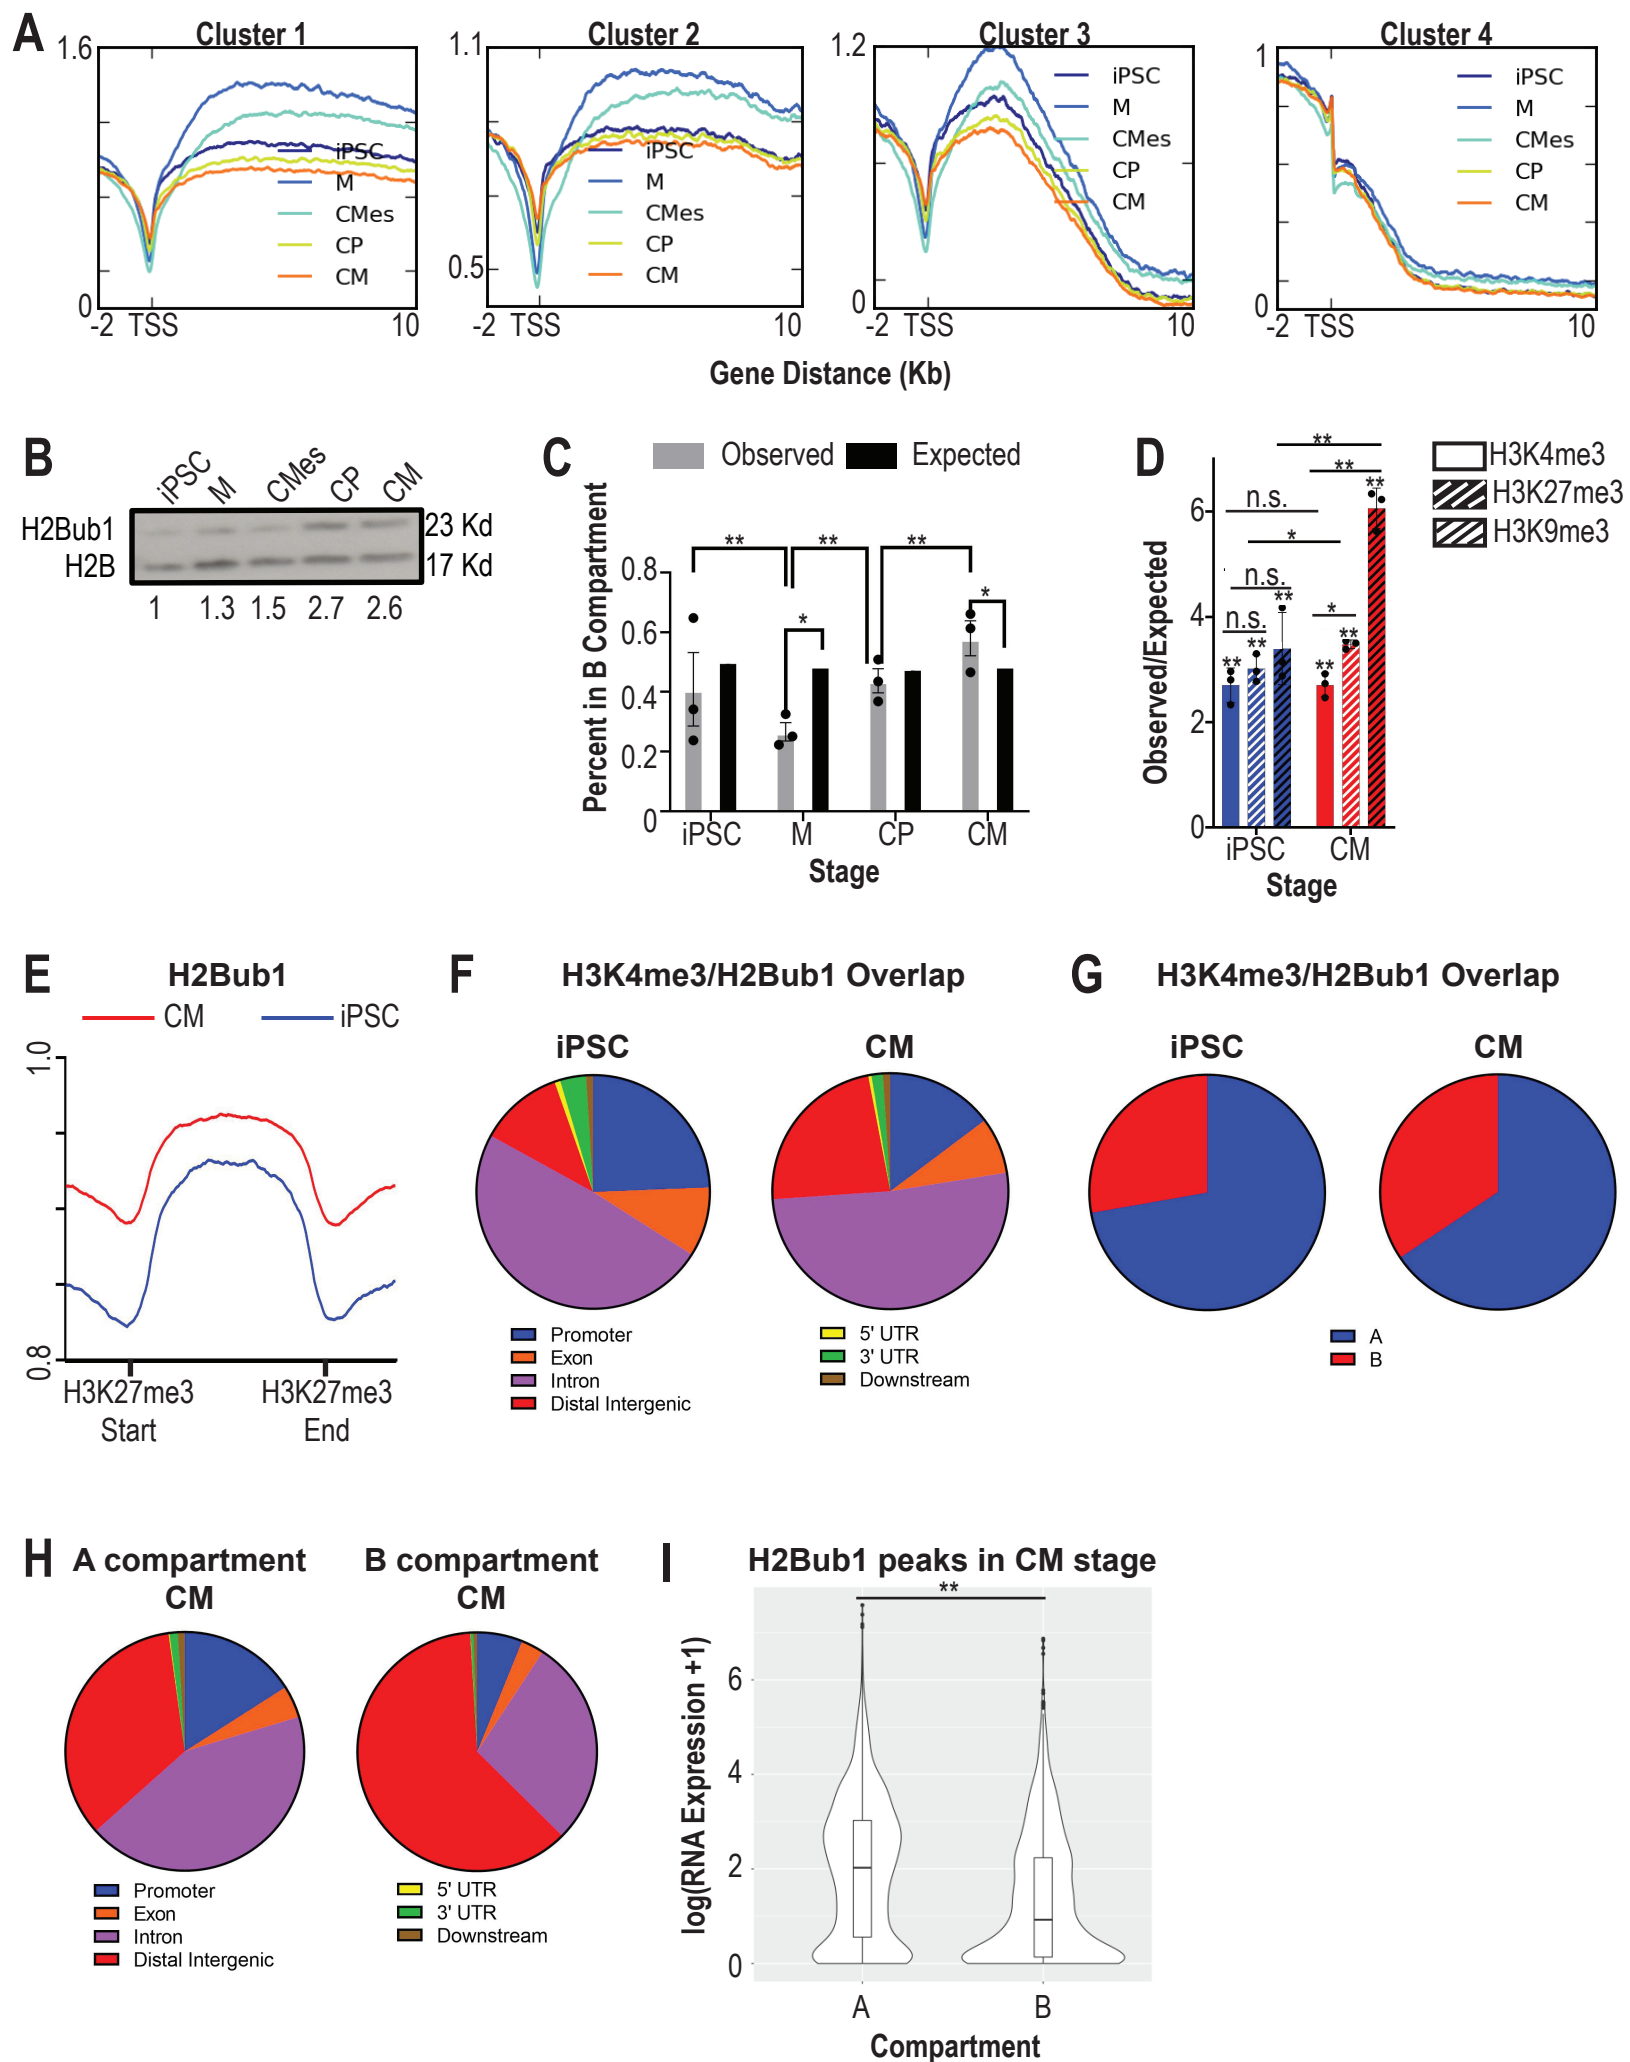 A
Cluster 1
Cluster 2
Cluster 3
Cluster 4
1.6
0
-2 TSS 10
iPSC
M
CMes
CP
CM
1.1
0.5
-2 TSS 10
iPSC
M
CMes
CP
CM
1.2
0
-2 TSS 10
iPSC
M
CMes
CP
CM
1
0
-2 TSS 10
iPSC
M
CMes
CP
CM
Gene Distance (Kb)
B
iPSC M CMes CP CM
H2Bub1 23 Kd
H2B 17 Kd
1 1.3 1.5 2.7 2.6
C
Observed Expected
Percent in B Compartment
0.8
0.6
0.4
0.2
0
** ** **
* *
iPSC M CP CM
Stage
D
H3K4me3
H3K27me3
H3K9me3
Observed/Expected
6
4
2
0
**
**
**
n.s.
*
n.s.
**
n.s.
*
** ** ** **
iPSC CM
Stage
E
H2Bub1
CM iPSC
1.0
0.8
H3K27me3 H3K27me3
Start End
F
H3K4me3/H2Bub1 Overlap
iPSC CM
Promoter
Exon
Intron
Distal Intergenic
5' UTR
3' UTR
Downstream
G
H3K4me3/H2Bub1 Overlap
iPSC CM
A
B
H
A compartment B compartment
CM CM
Promoter
Exon
Intron
Distal Intergenic
5' UTR
3' UTR
Downstream
I
H2Bub1 peaks in CM stage
**
log(RNA Expression +1)
6
4
2
0
A B
Compartment